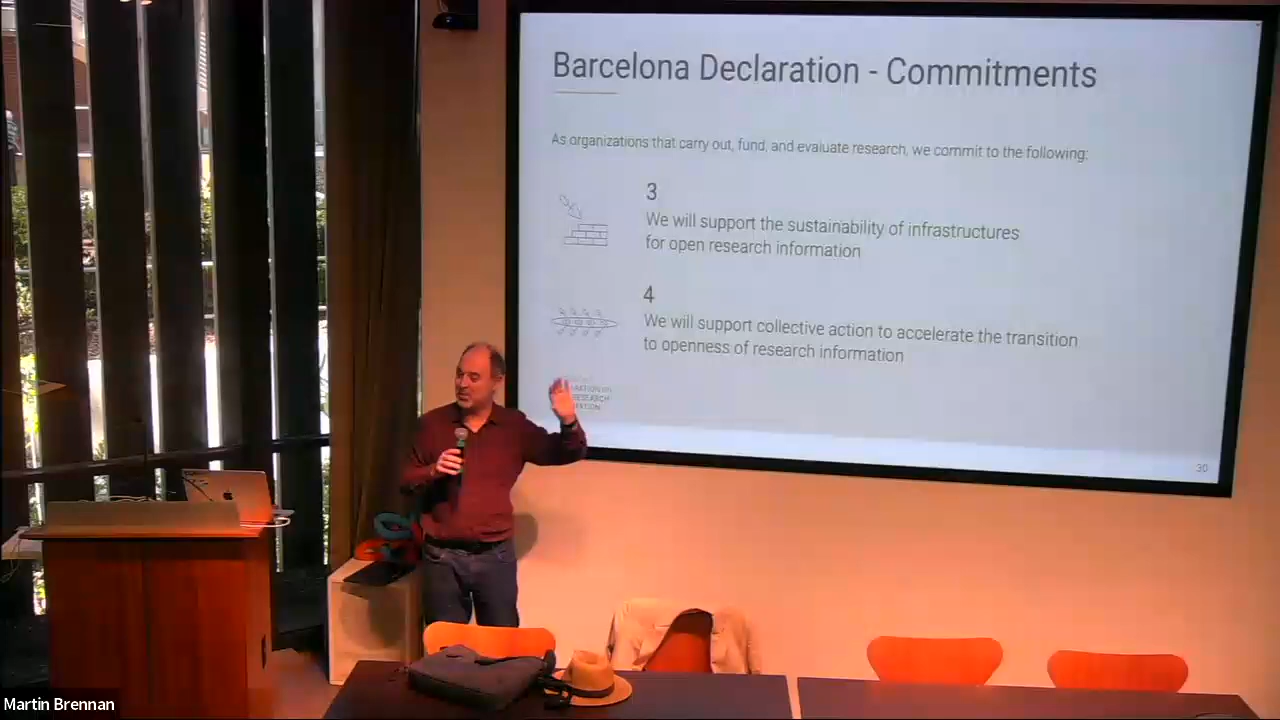 Barcelona Declaration - Commitments
As organizations that carry out, fund, and evaluate research, we commit to the following:
3
We will support the sustainability of infrastructures
for open research information
4
We will support collective action to accelerate the transition
to openness of research information
30
Martin Brennan